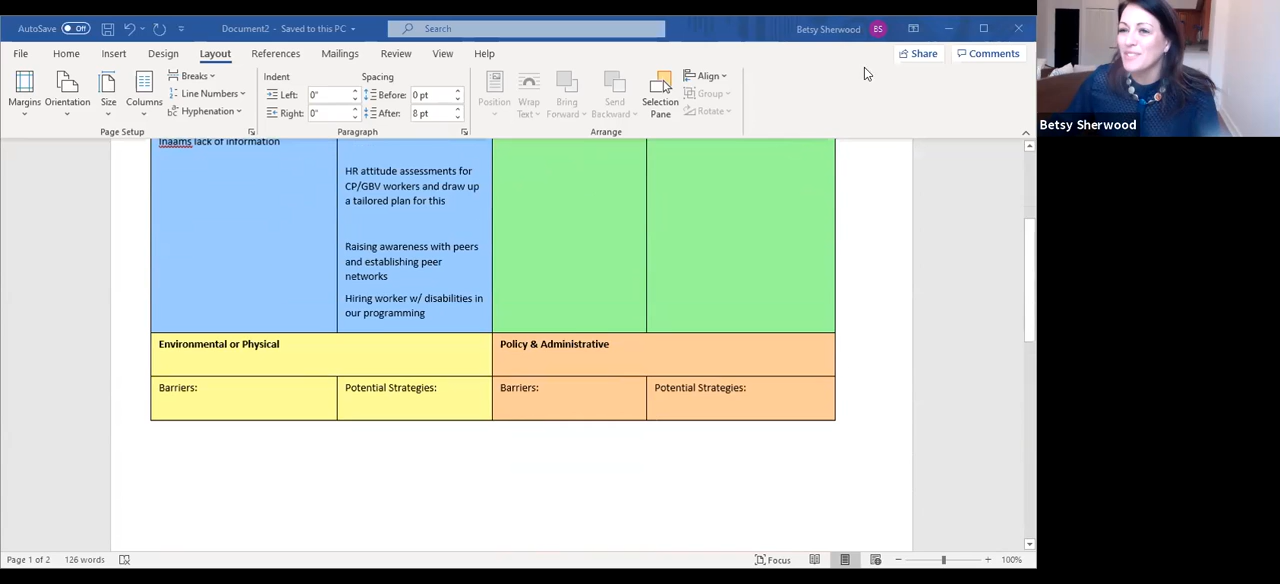 AutoSave Off Document2 - Saved to this PC Search Betsy Sherwood BS
File Home Insert Design Layout References Mailings Review View Help Share Comments
Margins Orientation Size Columns
Breaks
Line Numbers
Hyphenation
Page Setup
Indent Spacing
Left: 0" Before: 0 pt
Right: 0" After: 8 pt
Paragraph
Position Wrap Text Bring Forward Send Backward Selection Pane
Align
Group
Rotate
Arrange
Betsy Sherwood
Inaams lack of information
HR attitude assessments for
CP/GBV workers and draw up
a tailored plan for this
Raising awareness with peers
and establishing peer
networks
Hiring worker w/ disabilities in
our programming
Environmental or Physical Policy & Administrative
Barriers: Potential Strategies: Barriers: Potential Strategies:
Page 1 of 2 126 words Focus 100%